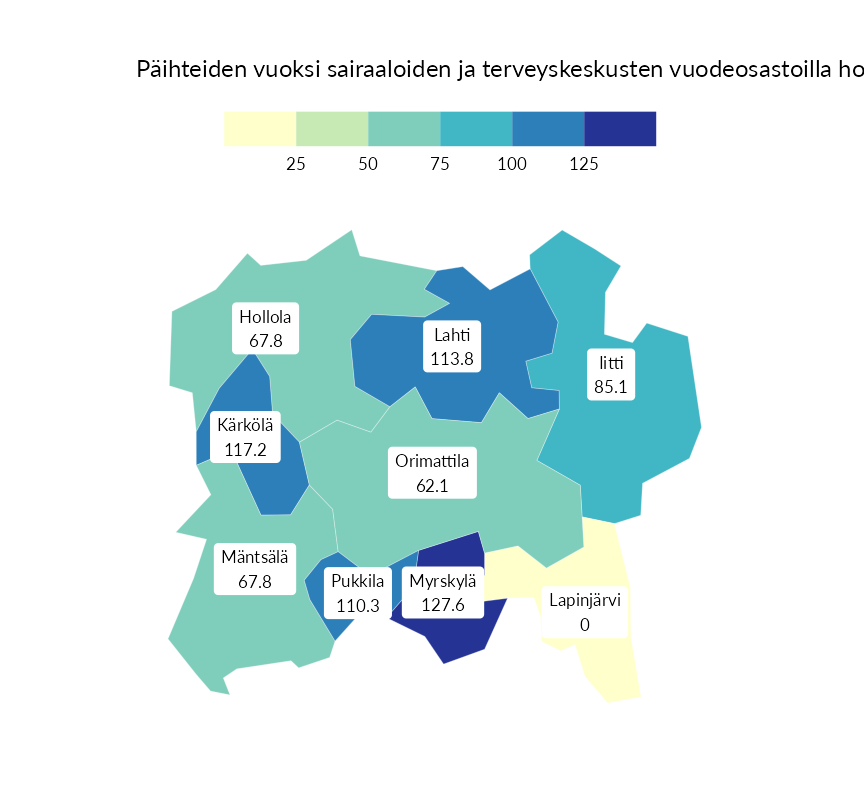 Päihteiden vuoksi sairaaloiden ja terveyskeskusten vuodeosastoilla ho
25 50 75 100 125
Hollola
67.8
Lahti
113.8
Iitti
85.1
Kärkölä
117.2
Orimattila
62.1
Mäntsälä
67.8
Pukkila
110.3
Myrskylä
127.6
Lapinjärvi
0